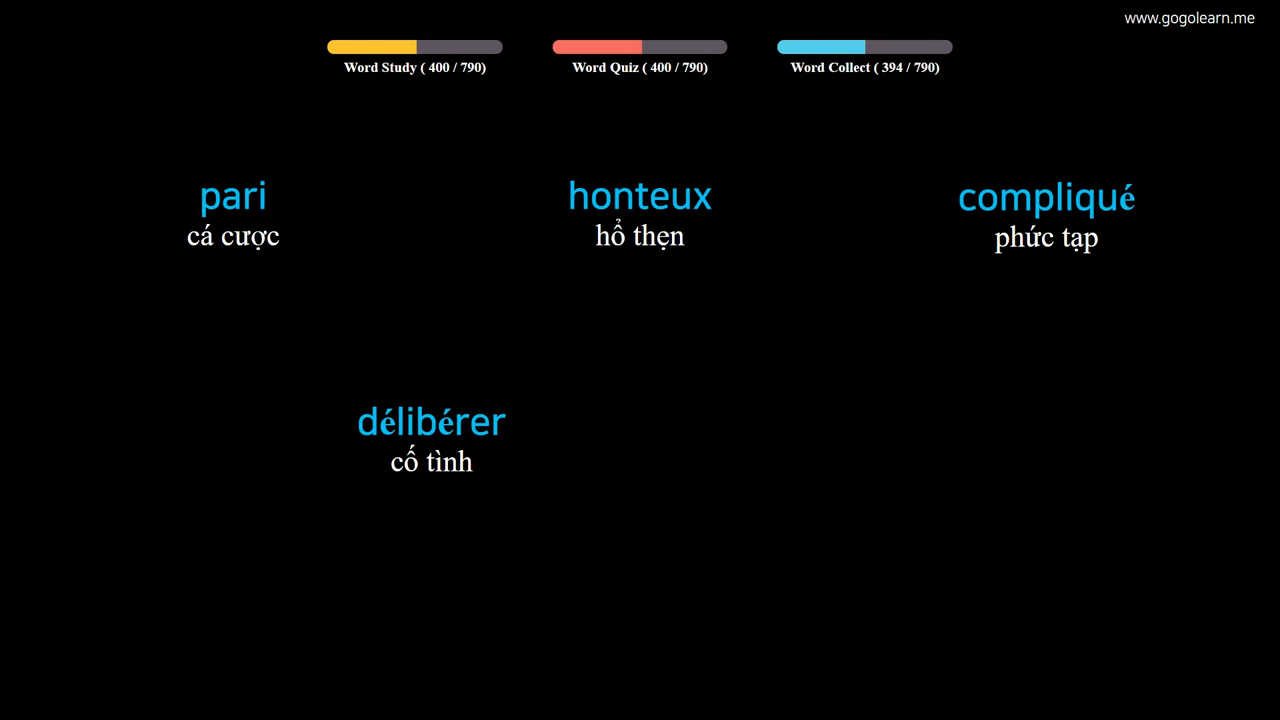 www.gogolearn.me
Word Study ( 400 / 790)
Word Quiz ( 400 / 790)
Word Collect ( 394 / 790)
pari
cá cược
honteux
hổ thẹn
compliqué
phức tạp
délibérer
cố tình